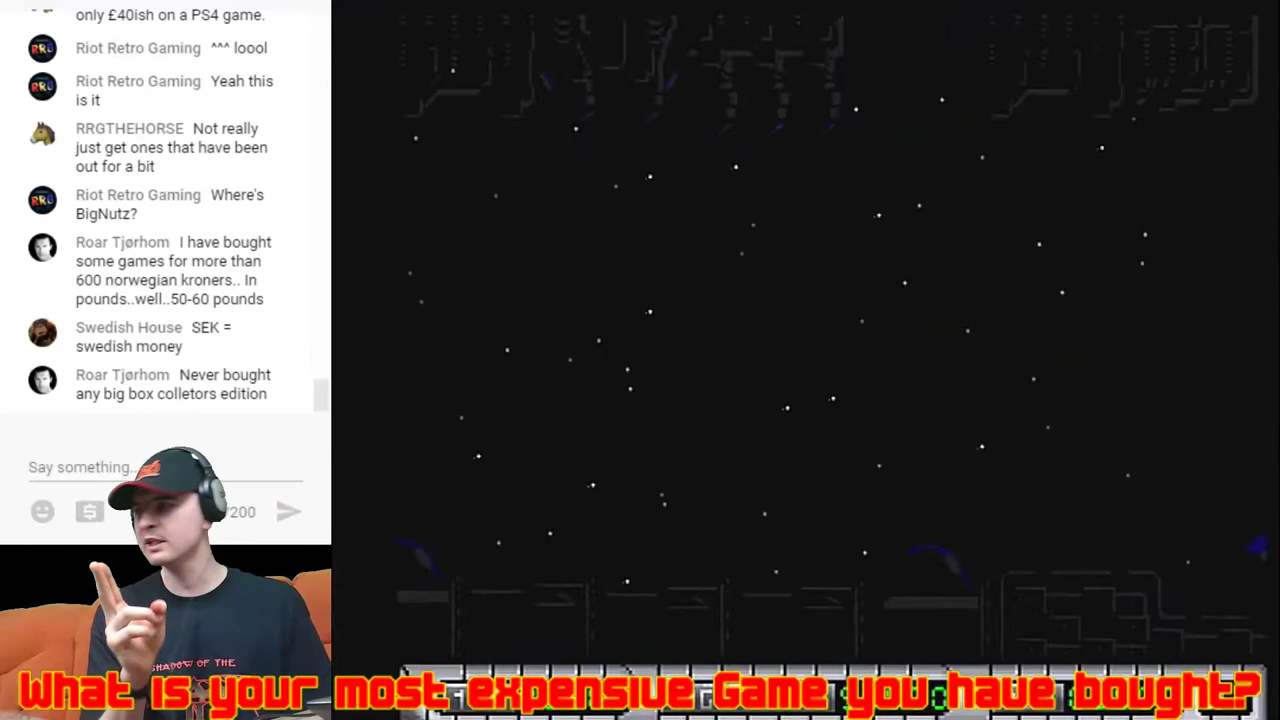 only £40ish on a PS4 game.
Riot Retro Gaming ^^^ loool
Riot Retro Gaming Yeah this
is it
RRGTHEHORSE Not really
just get ones that have been
out for a bit
Riot Retro Gaming Where's
BigNutz?
Roar Tjørhom I have bought
some games for more than
600 norwegian kroners.. In
pounds..well..50-60 pounds
Swedish House SEK =
swedish money
Roar Tjørhom Never bought
any big box colletors edition
Say something...
/200
SHADOW OF THE
What is your most expensive Game you have bought?